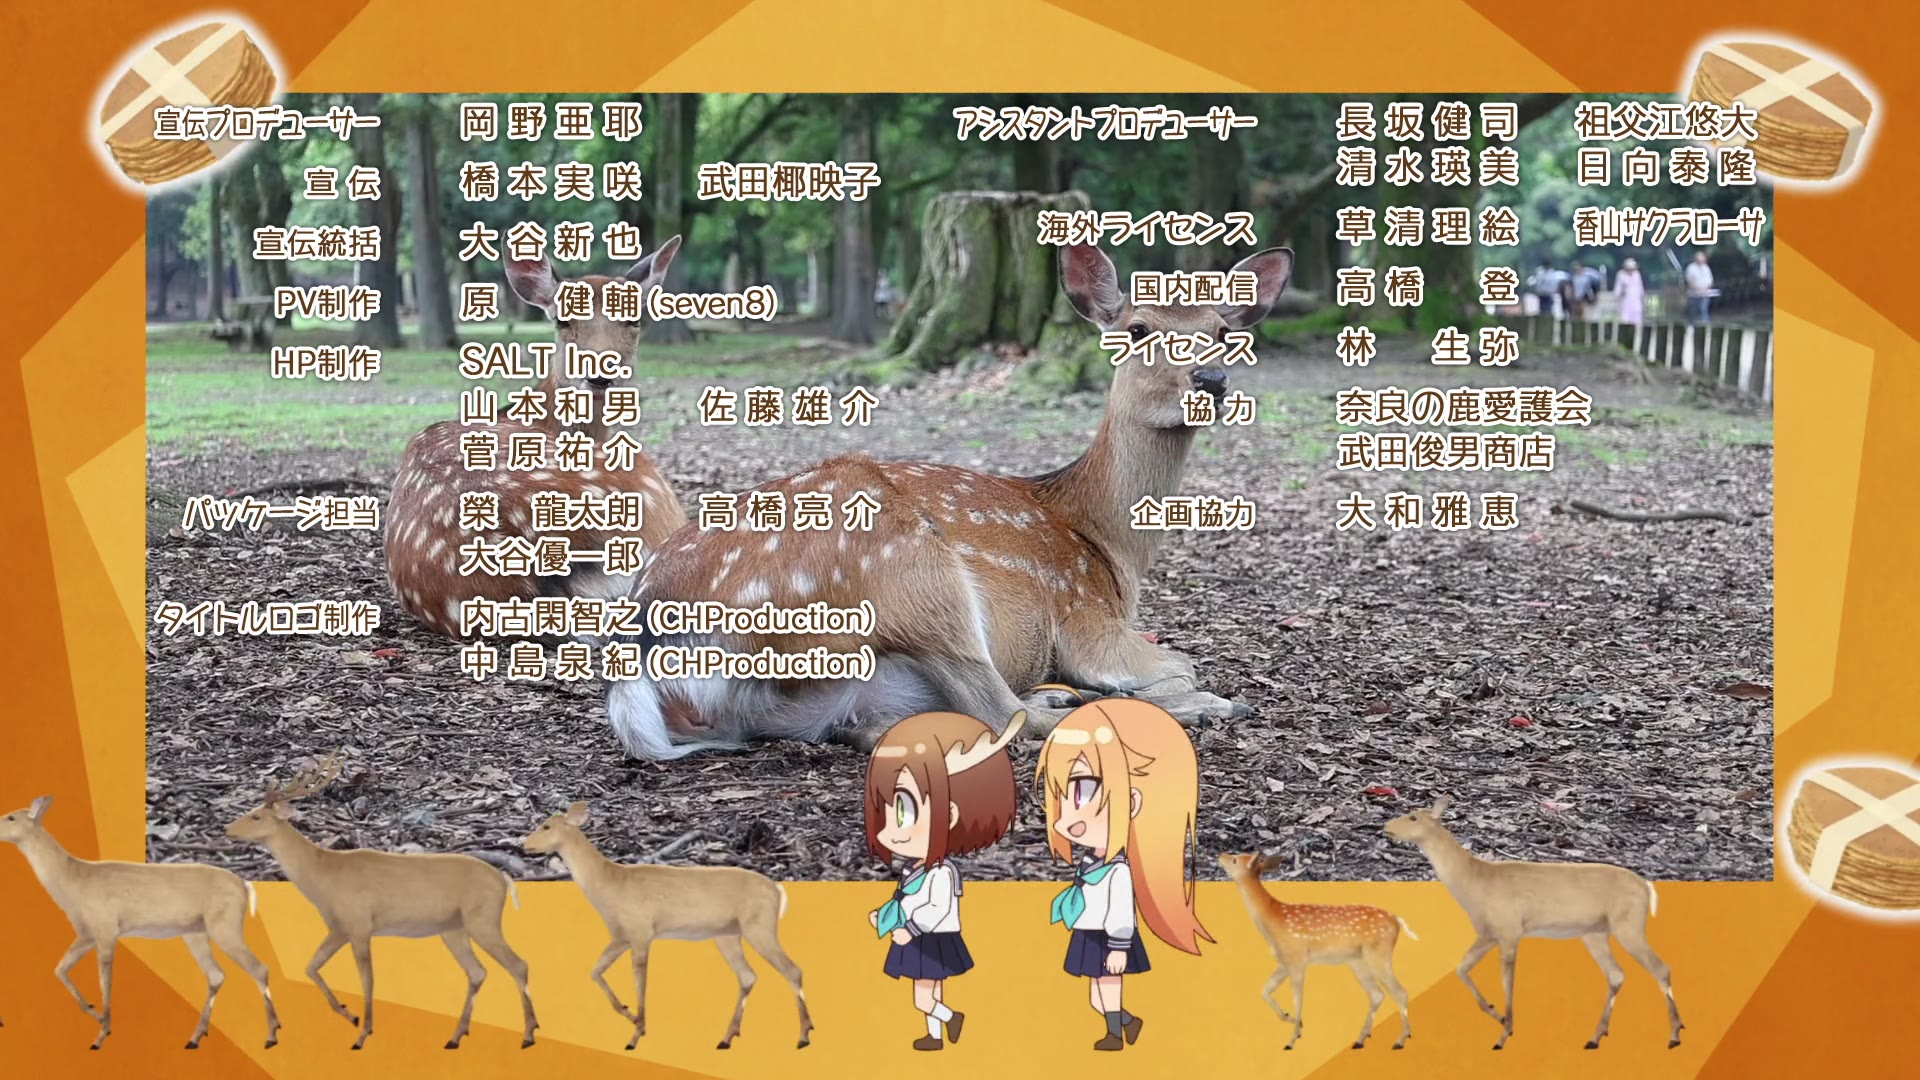 宣伝プロデューサー 岡野亜耶
宣伝 橋本実咲 武田椰映子
宣伝統括 大谷新也
PV制作 原 健輔(seven8)
HP制作 SALT Inc.
山本和男 佐藤雄介
菅原祐介
パッケージ担当 榮 龍太朗 高橋亮介
大谷優一郎
タイトルロゴ制作 内古閑智之(CHProduction)
中島泉紀(CHProduction)
アシスタントプロデューサー 長坂健司 祖父江悠大
清水瑛美 日向泰隆
海外ライセンス 草清理絵 香山サクラローサ
国内配信 高橋 登
ライセンス 林 生弥
協力 奈良の鹿愛護会
武田俊男商店
企画協力 大和雅恵